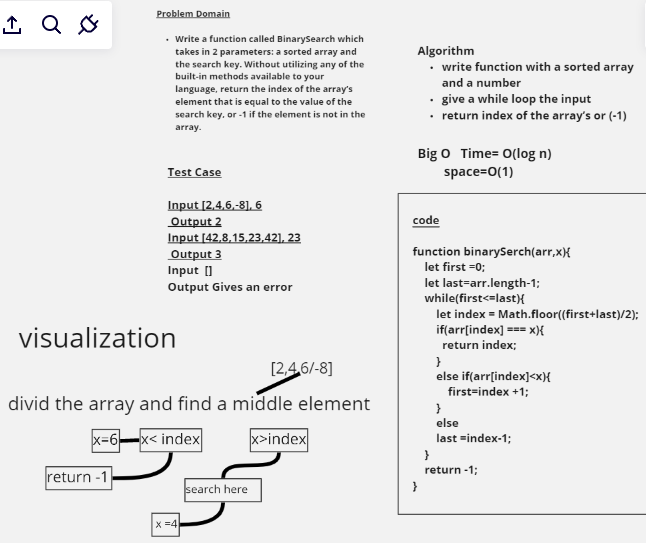 Problem Domain
• Write a function called BinarySearch which
takes in 2 parameters: a sorted array and
the search key. Without utilizing any of the
built-in methods available to your
language, return the index of the array's
element that is equal to the value of the
search key, or -1 if the element is not in the
array.
Test Case
Input [2,4,6,-8], 6
Output 2
Input [42,8,15,23,42], 23
Output 3
Input []
Output Gives an error
visualization
[2,4,6/-8]
divid the array and find a middle element
x=6
x< index
x>index
return -1
search here
x =4
Algorithm
• write function with a sorted array
and a number
• give a while loop the input
• return index of the array's or (-1)
Big O Time= O(log n)
space=O(1)
code
function binarySerch(arr,x){
let first =0;
let last=arr.length-1;
while(first<=last){
let index = Math.floor((first+last)/2);
if(arr[index] === x){
return index;
}
else if(arr[index]<x){
first=index +1;
}
else
last =index-1;
}
return -1;
}